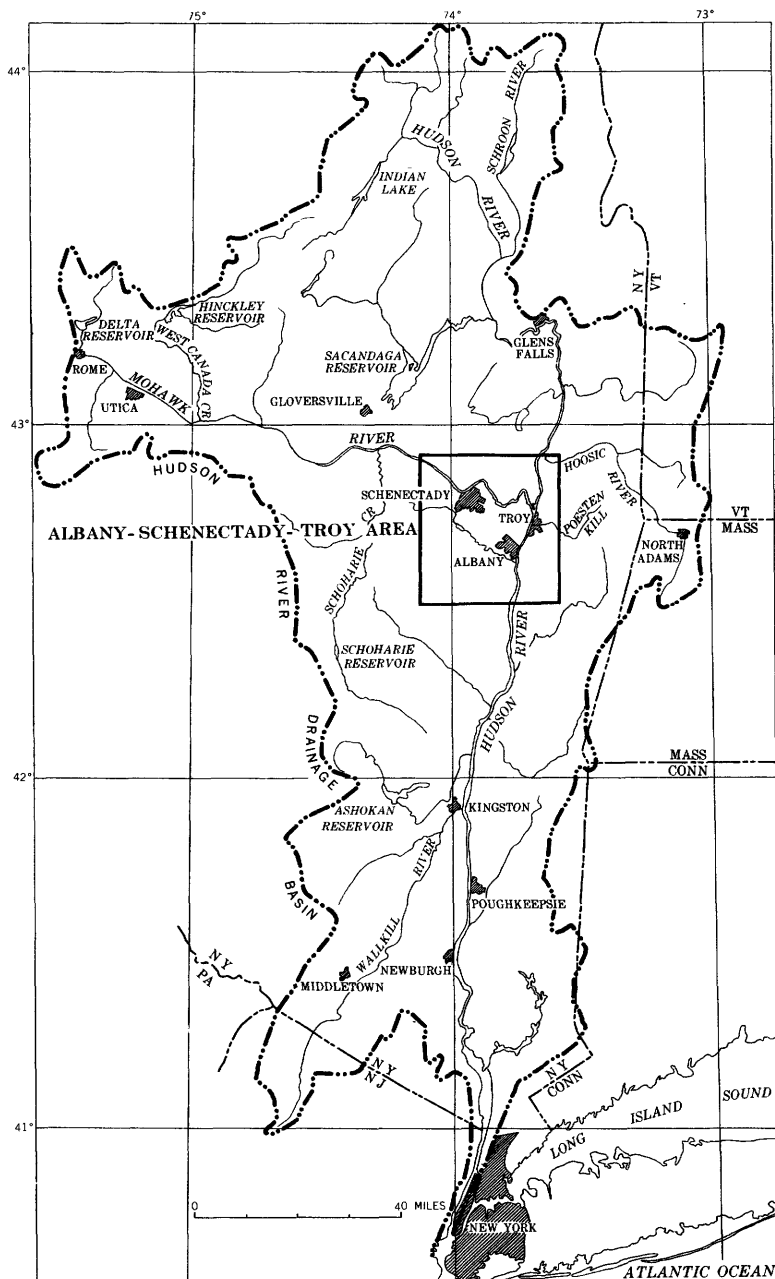 75°
74°
73°
44°
HUDSON
RIVER
SCHROON
RIVER
INDIAN
LAKE
NY
VT
HINCKLEY
RESERVOIR
DELTA
RESERVOIR
WEST CANADA CR
ROME
MOHAWK
UTICA
SACANDAGA
RESERVOIR
GLENS
FALLS
GLOVERSVILLE
43°
RIVER
HUDSON
HOOSIC
RIVER
SCHENECTADY
TROY
POESTEN
KILL
ALBANY
ALBANY-SCHENECTADY-TROY AREA
VT
MASS
NORTH
ADAMS
SCHOHARIE CR
RIVER
RIVER
SCHOHARIE
RESERVOIR
HUDSON
DRAINAGE
MASS
CONN
42°
ASHOKAN
RESERVOIR
KINGSTON
RIVER
BASIN
POUGHKEEPSIE
WALLKILL
NY
PA
NEWBURGH
MIDDLETOWN
NY
NJ
NY
CONN
41°
LONG ISLAND SOUND
0 40 MILES
NEW YORK
ATLANTIC OCEAN